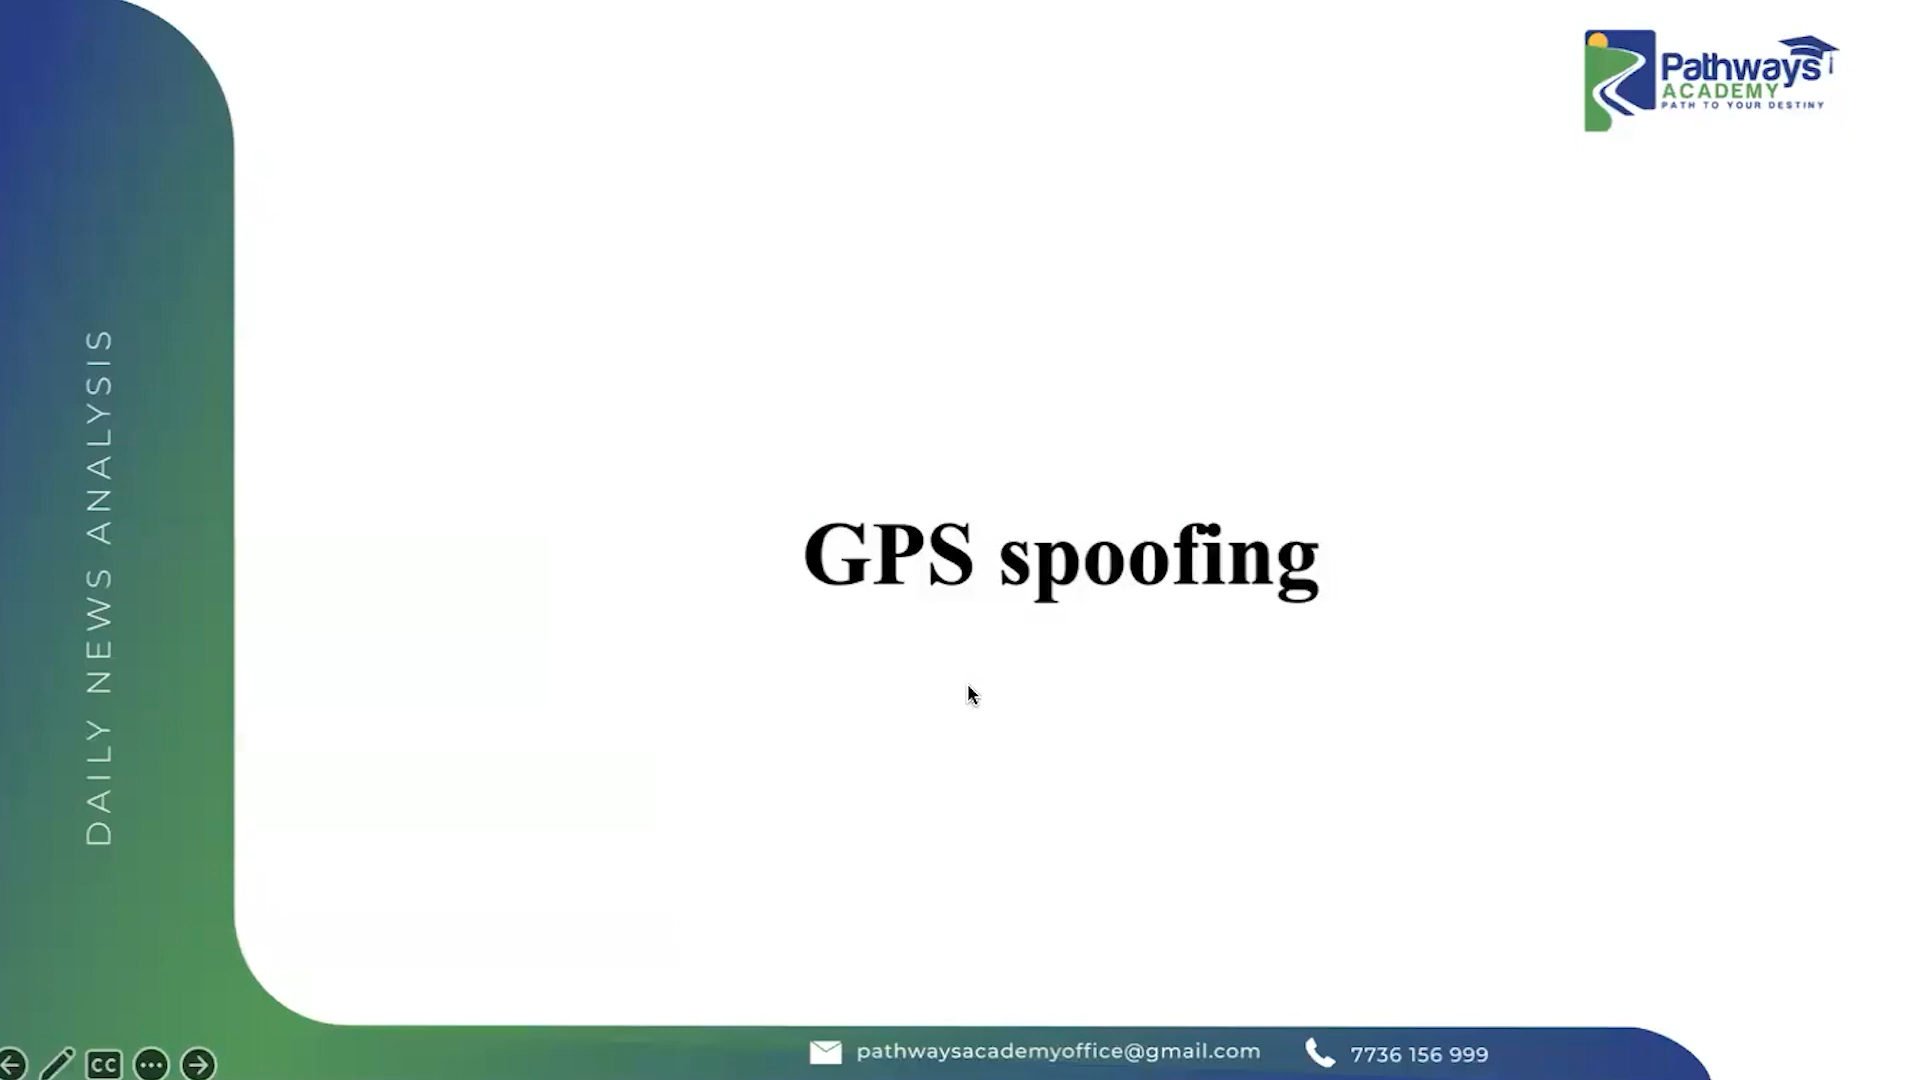 Pathways
ACADEMY
PATH TO YOUR DESTINY
DAILY NEWS ANALYSIS
GPS spoofing
CC
pathwaysacademyoffice@gmail.com
7736 156 999